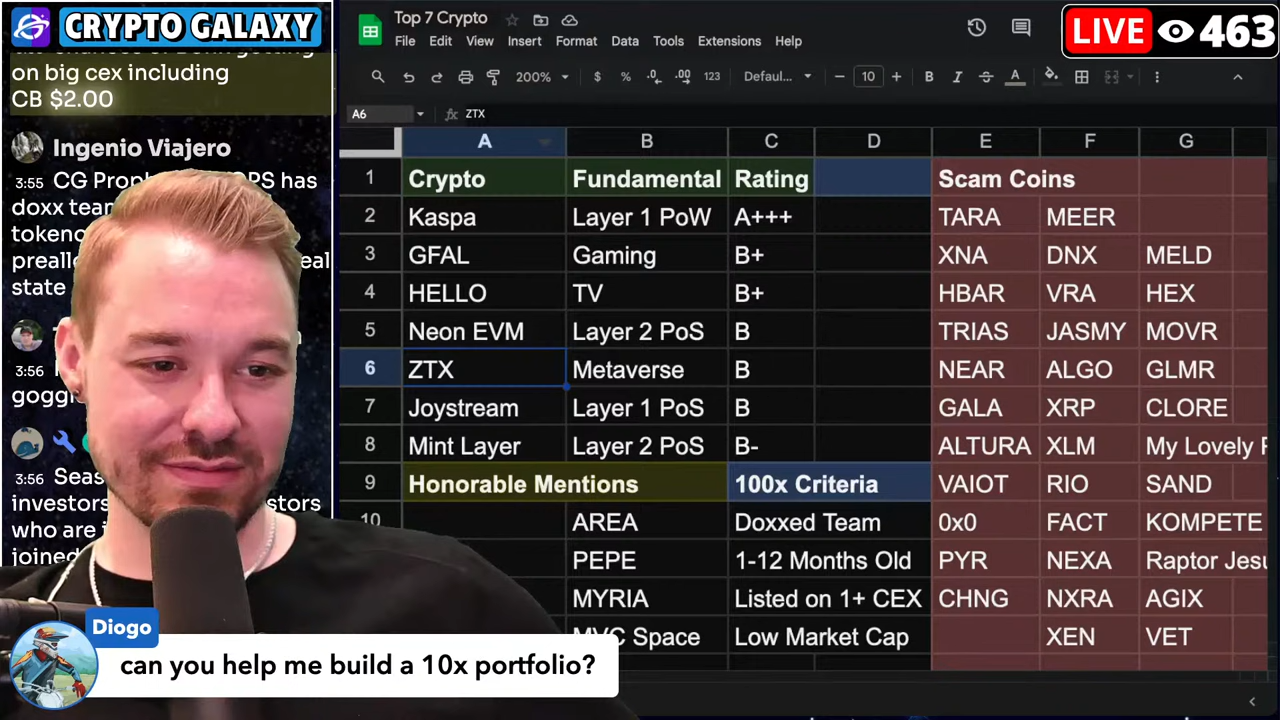 CRYPTO GALAXY
on big cex including
CB $2.00
Ingenio Viajero
3:55 CG
has
doxx
3:56
3:56
investors
who are
joined
Top 7 Crypto
File Edit View Insert Format Data Tools Extensions Help
200% $ % .0 .00 123 Defaul... 10 B I S A
LIVE 463
A6 fx ZTX
A B C D E F G
1 Crypto Fundamental Rating Scam Coins
2 Kaspa Layer 1 PoW A+++ TARA MEER
3 GFAL Gaming B+ XNA DNX MELD
4 HELLO TV B+ HBAR VRA HEX
5 Neon EVM Layer 2 PoS B TRIAS JASMY MOVR
6 ZTX Metaverse B NEAR ALGO GLMR
7 Joystream Layer 1 PoS B GALA XRP CLORE
8 Mint Layer Layer 2 PoS B- ALTURA XLM My Lovely
9 Honorable Mentions 100x Criteria VAIOT RIO SAND
10 AREA Doxxed Team 0x0 FACT KOMPETE
PEPE 1-12 Months Old PYR NEXA Raptor
MYRIA Listed on 1+ CEX CHNG NXRA AGIX
Space Low Market Cap XEN VET
Diogo
can you help me build a 10x portfolio?